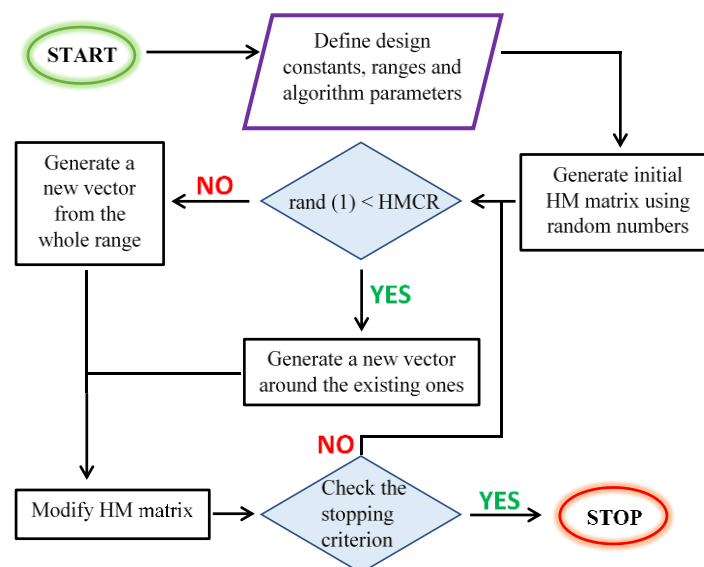 START
Define design
constants, ranges and
algorithm parameters
Generate initial
HM matrix using
random numbers
rand (1) < HMCR
NO
Generate a
new vector
from the
whole range
YES
Generate a new vector
around the existing ones
Modify HM matrix
Check the
stopping
criterion
NO
YES
STOP